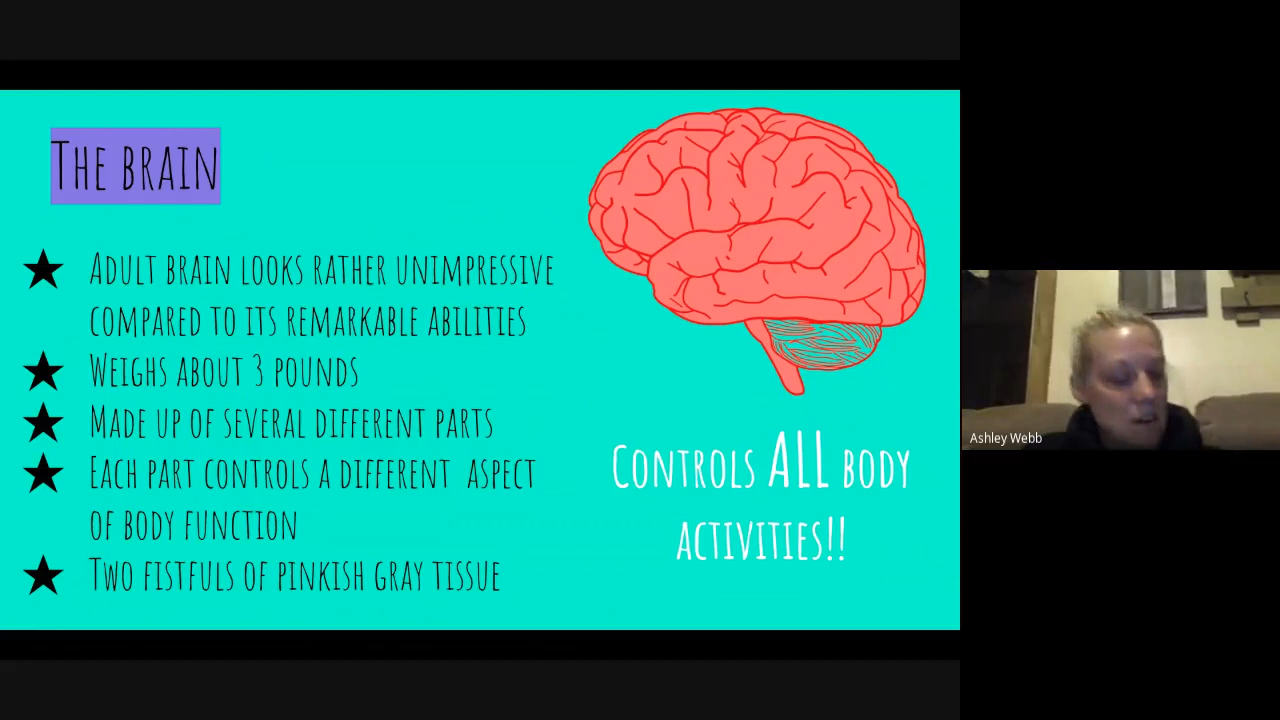 The brain
Adult brain looks rather unimpressive
compared to its remarkable abilities
Weighs about 3 pounds
Made up of several different parts
Each part controls a different aspect
of body function
Two fistfuls of pinkish gray tissue
Controls ALL body
activities!!
Ashley Webb